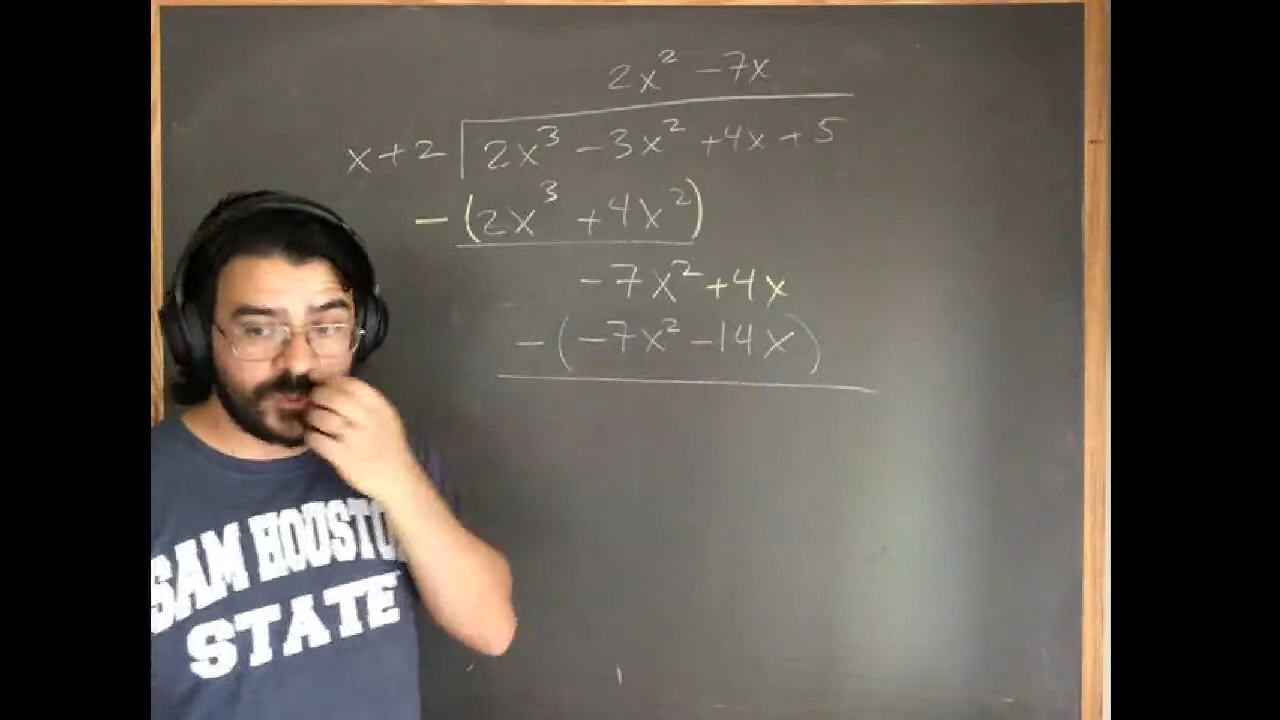 2x² -7x
x+2 2x³ -3x² +4x +5
-(2x³ +4x²)
-7x² +4x
-(-7x² -14x)
SAM HOUSTO
STATE